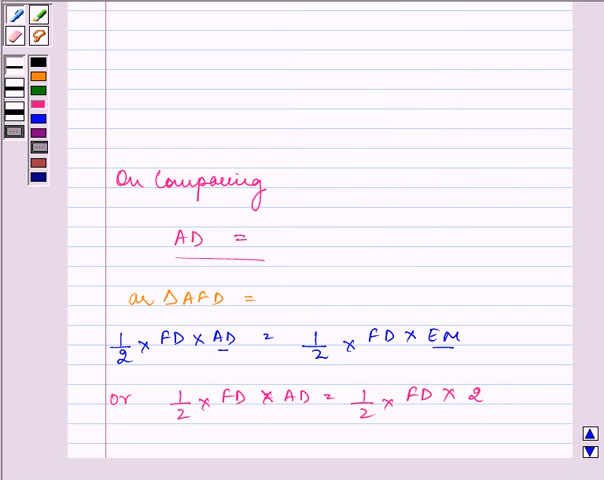 On Comparing
AD =
ar Δ AFD =
1/2 × FD × AD = 1/2 × FD × EM
or 1/2 × FD × AD = 1/2 × FD × 2